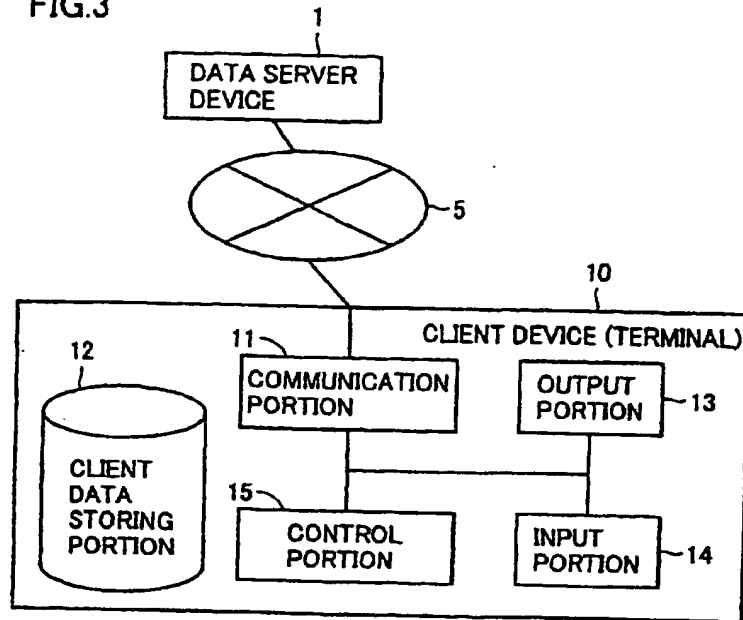 FIG.3
1
DATA SERVER
DEVICE
5
10
CLIENT DEVICE (TERMINAL)
12
11
COMMUNICATION
PORTION
OUTPUT
PORTION
13
CLIENT
DATA
STORING
PORTION
15
CONTROL
PORTION
INPUT
PORTION
14